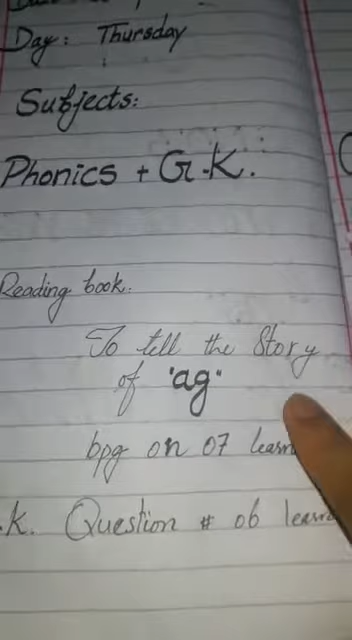 Day: Thursday
Subjects:
Phonics + G.K.
Reading book:
To tell the Story
of "ag"
bpg on 07 learn
.K. Question # 06 learn